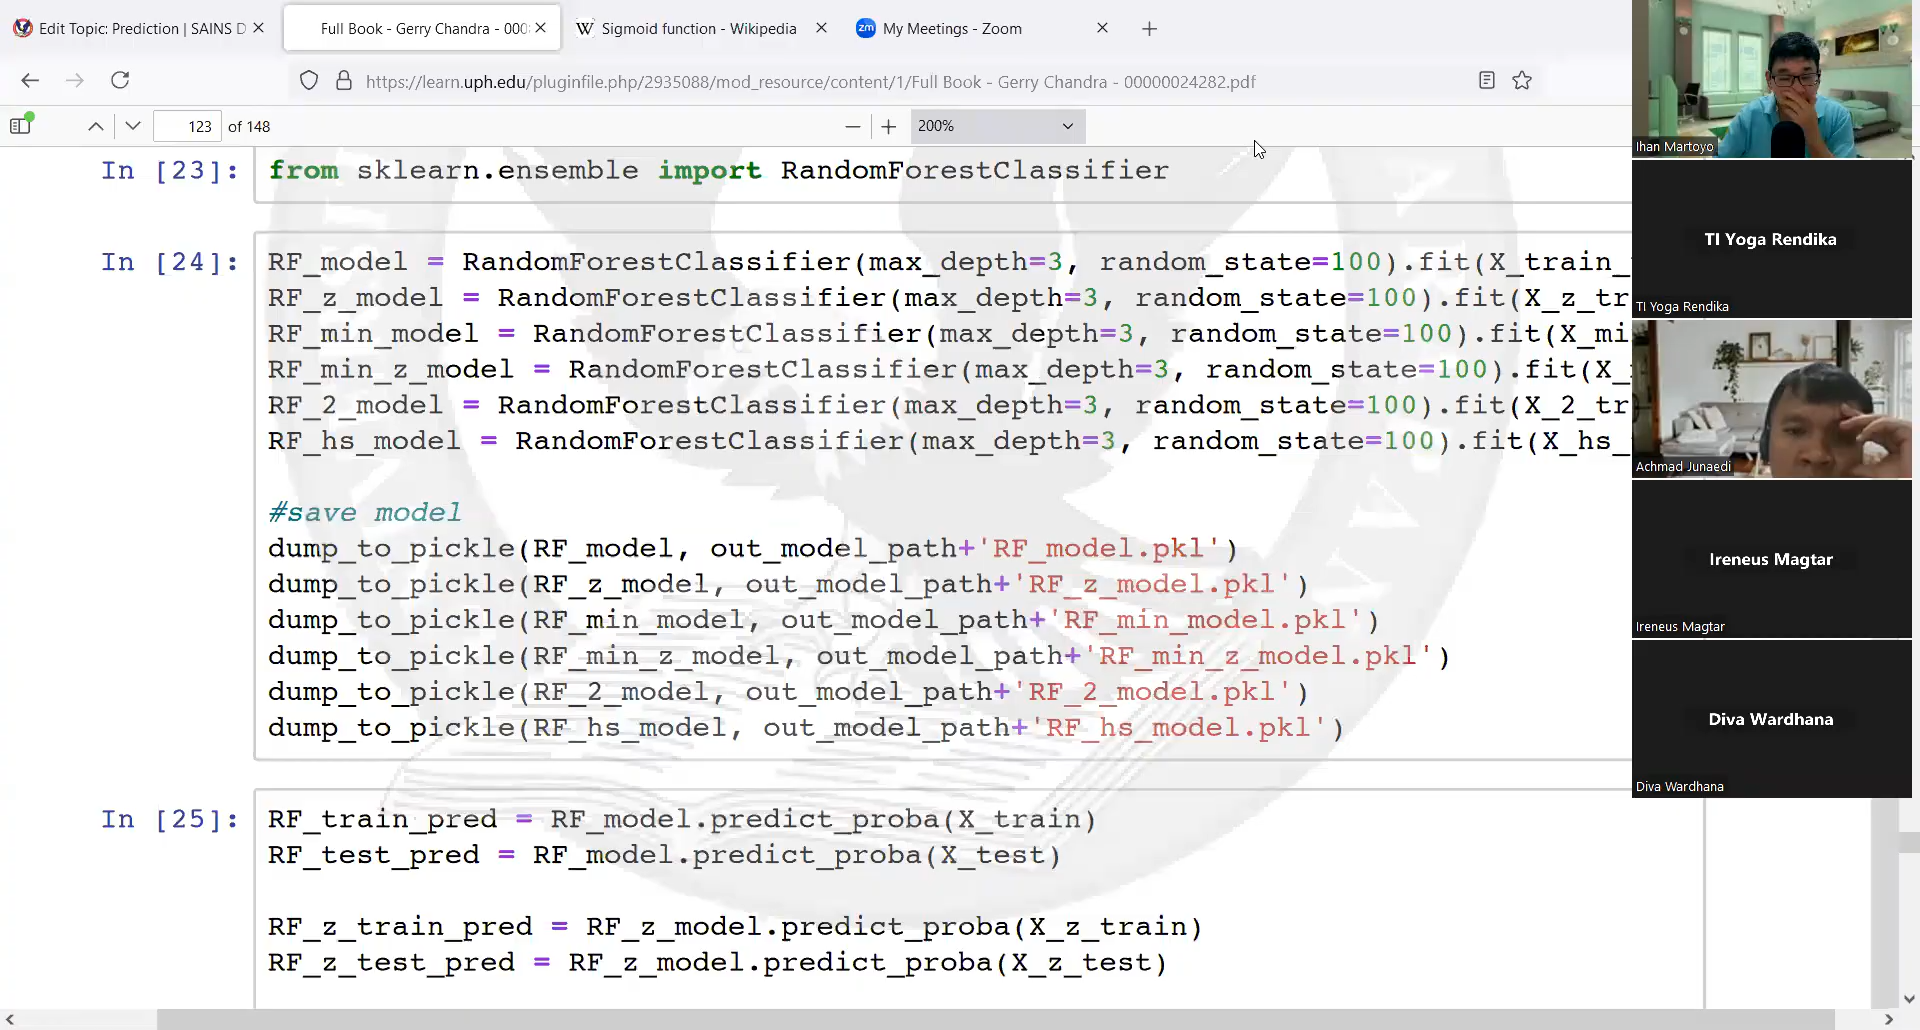 Edit Topic: Prediction | SAINS D
Full Book - Gerry Chandra - 000
Sigmoid function - Wikipedia
zm My Meetings - Zoom
https://learn.uph.edu/pluginfile.php/2935088/mod_resource/content/1/Full Book - Gerry Chandra - 00000024282.pdf
123 of 148
200%
In [23]: from sklearn.ensemble import RandomForestClassifier
In [24]: RF_model = RandomForestClassifier(max_depth=3, random_state=100).fit(X_train_
RF_z_model = RandomForestClassifier(max_depth=3, random_state=100).fit(X_z_tr
RF_min_model = RandomForestClassifier(max_depth=3, random_state=100).fit(X_mi
RF_min_z_model = RandomForestClassifier(max_depth=3, random_state=100).fit(X_
RF_2_model = RandomForestClassifier(max_depth=3, random_state=100).fit(X_2_tr
RF_hs_model = RandomForestClassifier(max_depth=3, random_state=100).fit(X_hs_
#save model
dump_to_pickle(RF_model, out_model_path+'RF_model.pkl')
dump_to_pickle(RF_z_model, out_model_path+'RF_z_model.pkl')
dump_to_pickle(RF_min_model, out_model_path+'RF_min_model.pkl')
dump_to_pickle(RF_min_z_model, out_model_path+'RF_min_z_model.pkl')
dump_to_pickle(RF_2_model, out_model_path+'RF_2_model.pkl')
dump_to_pickle(RF_hs_model, out_model_path+'RF_hs_model.pkl')
In [25]: RF_train_pred = RF_model.predict_proba(X_train)
RF_test_pred = RF_model.predict_proba(X_test)
RF_z_train_pred = RF_z_model.predict_proba(X_z_train)
RF_z_test_pred = RF_z_model.predict_proba(X_z_test)
Ihan Martoyo
TI Yoga Rendika
TI Yoga Rendika
Achmad Junaedi
Ireneus Magtar
Ireneus Magtar
Diva Wardhana
Diva Wardhana